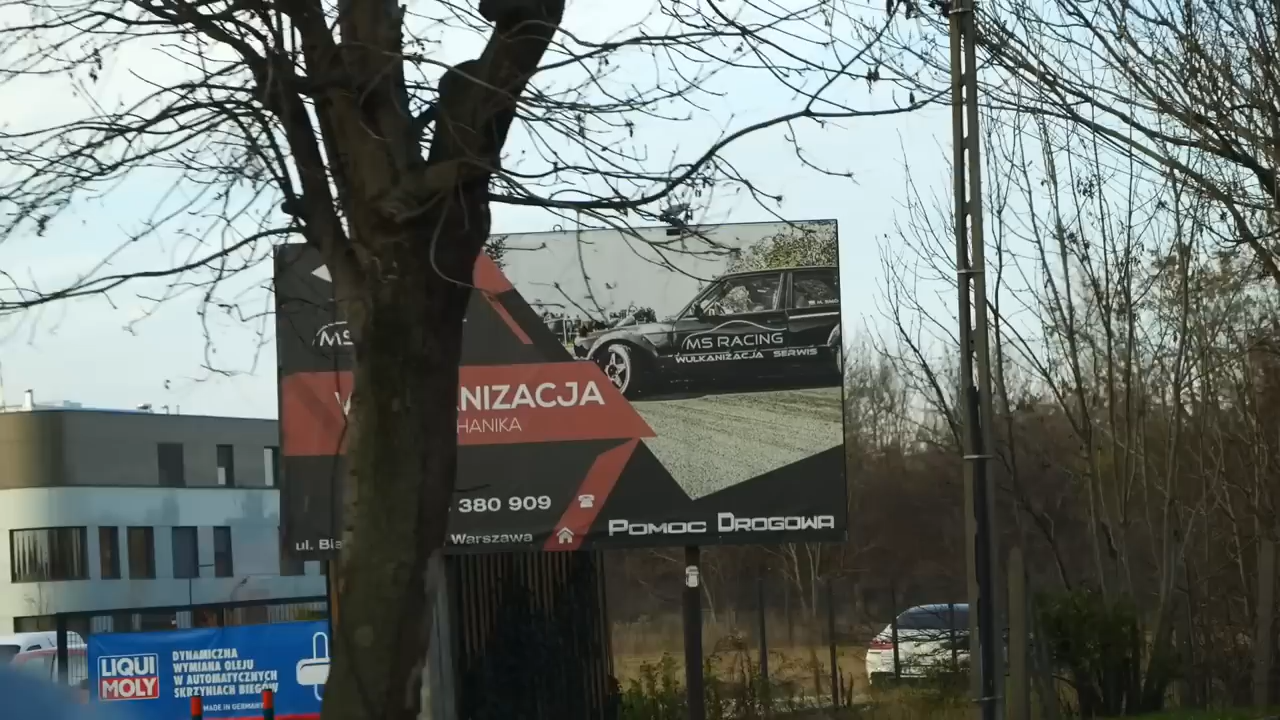 MS
ANIZACJA
HANIKA
380 909
ul. Bia
Warszawa
MS RACING
WULKANIZACJA SERWIS
POMOC DROGOWA
LIQUI
MOLY
DYNAMICZNA
WYMIANA OLEJU
W AUTOMATYCZNYCH
SKRZYNIACH BIEGÓW
MADE IN GERMANY